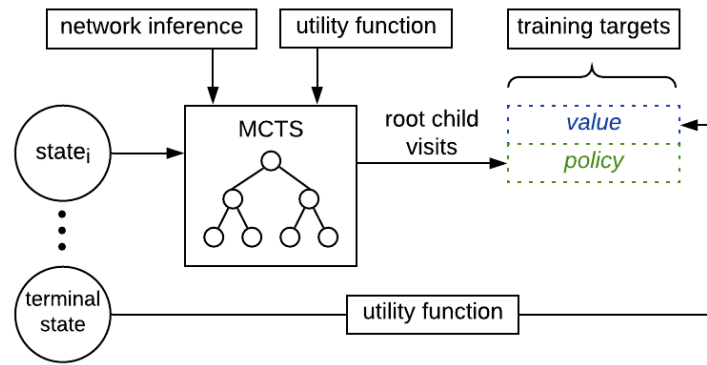 network inference
utility function
training targets
MCTS
root child
visits
value
policy
state i
terminal
state
utility function